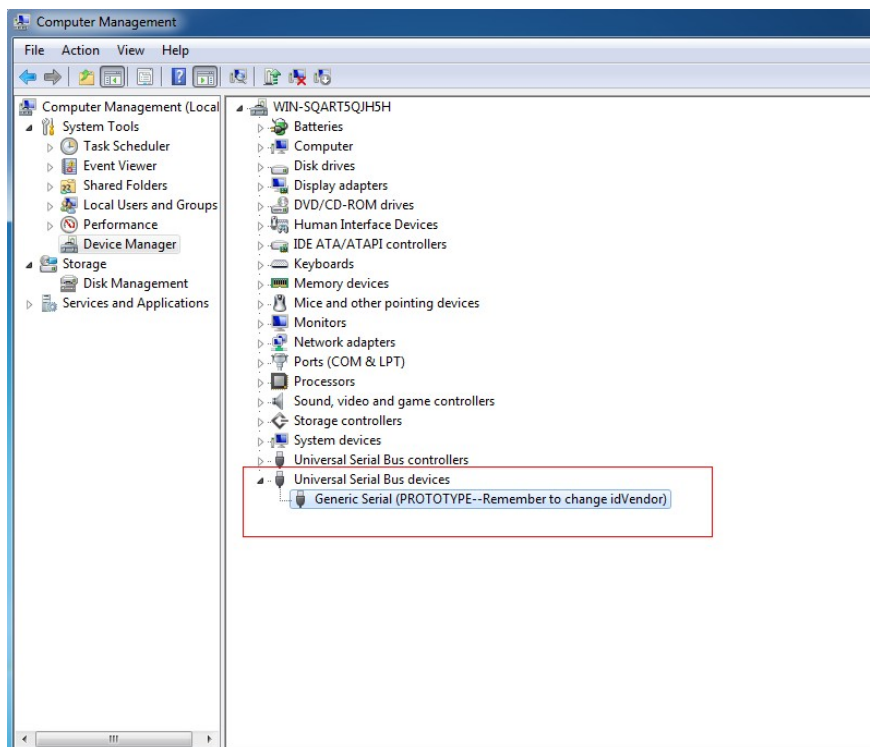 Computer Management
File Action View Help
Computer Management (Local
System Tools
Task Scheduler
Event Viewer
Shared Folders
Local Users and Groups
Performance
Device Manager
Storage
Disk Management
Services and Applications
WIN-SQART5QJH5H
Batteries
Computer
Disk drives
Display adapters
DVD/CD-ROM drives
Human Interface Devices
IDE ATA/ATAPI controllers
Keyboards
Memory devices
Mice and other pointing devices
Monitors
Network adapters
Ports (COM & LPT)
Processors
Sound, video and game controllers
Storage controllers
System devices
Universal Serial Bus controllers
Universal Serial Bus devices
Generic Serial (PROTOTYPE--Remember to change idVendor)